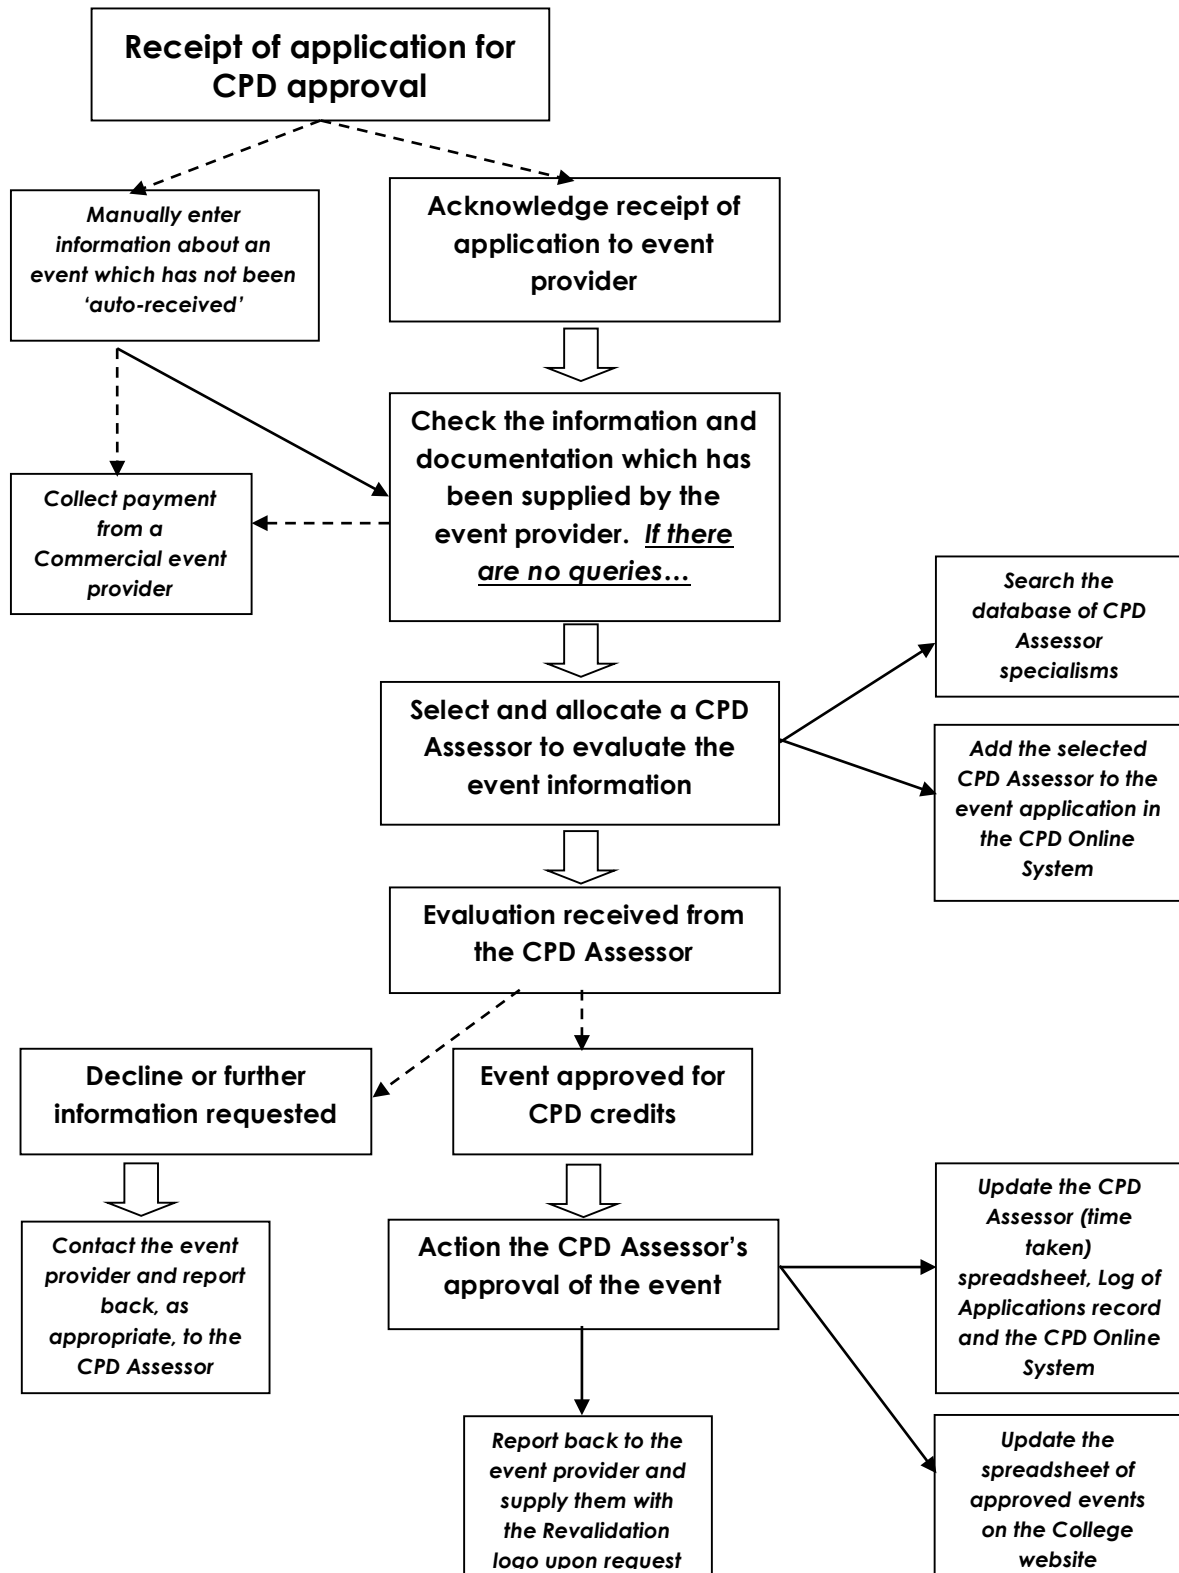 Receipt of application for
CPD approval
Manually enter
information about an
event which has not been
‘auto-received’
Acknowledge receipt of
application to event
provider
Check the information and
documentation which has
been supplied by the
event provider. If there
are no queries…
Collect payment
from a
Commercial event
provider
Search the
database of CPD
Assessor
specialisms
Select and allocate a CPD
Assessor to evaluate the
event information
Add the selected
CPD Assessor to the
event application in
the CPD Online
System
Evaluation received from
the CPD Assessor
Decline or further
information requested
Event approved for
CPD credits
Contact the event
provider and report
back, as
appropriate, to the
CPD Assessor
Action the CPD Assessor’s
approval of the event
Update the CPD
Assessor (time
taken)
spreadsheet, Log of
Applications record
and the CPD Online
System
Report back to the
event provider and
supply them with
the Revalidation
logo upon request
Update the
spreadsheet of
approved events
on the College
website